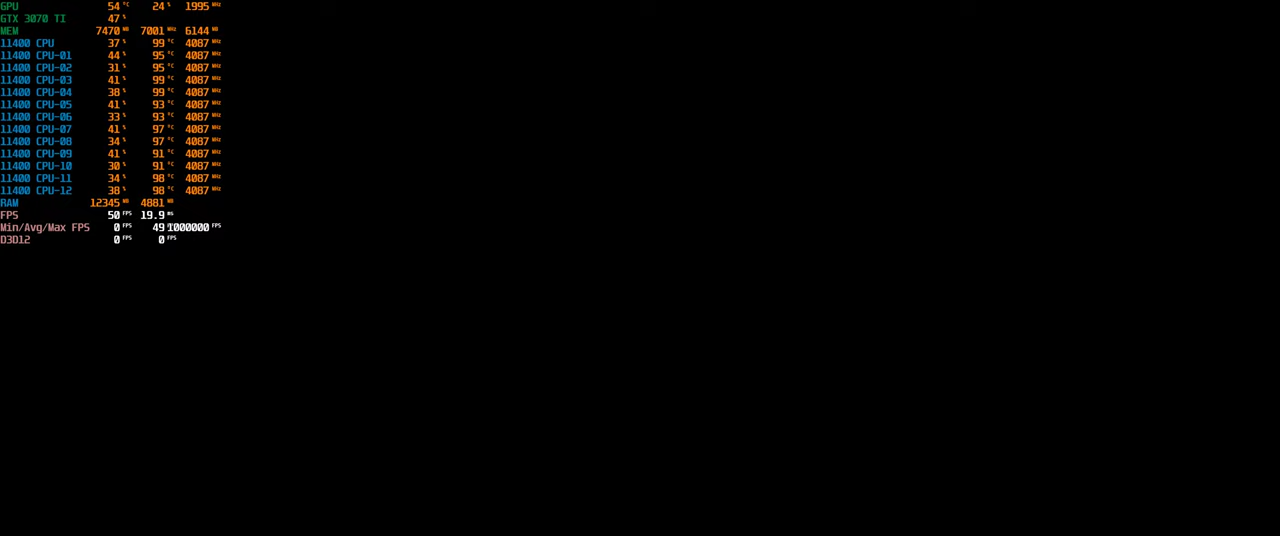 GPU 54 °C 24 % 1995 MHz
GTX 3070 TI 47 %
MEM 7470 MB 7001 MHz 6144 MB
11400 CPU 37 % 99 °C 4087 MHz
11400 CPU-01 44 % 95 °C 4087 MHz
11400 CPU-02 31 % 95 °C 4087 MHz
11400 CPU-03 41 % 99 °C 4087 MHz
11400 CPU-04 38 % 99 °C 4087 MHz
11400 CPU-05 41 % 93 °C 4087 MHz
11400 CPU-06 33 % 93 °C 4087 MHz
11400 CPU-07 41 % 97 °C 4087 MHz
11400 CPU-08 34 % 97 °C 4087 MHz
11400 CPU-09 41 % 91 °C 4087 MHz
11400 CPU-10 30 % 91 °C 4087 MHz
11400 CPU-11 34 % 98 °C 4087 MHz
11400 CPU-12 38 % 98 °C 4087 MHz
RAM 12345 MB 4881 MB
FPS 50 FPS 19.9 ms
Min/Avg/Max FPS 0 FPS 49 1000000 FPS
D3D12 0 FPS 0 FPS